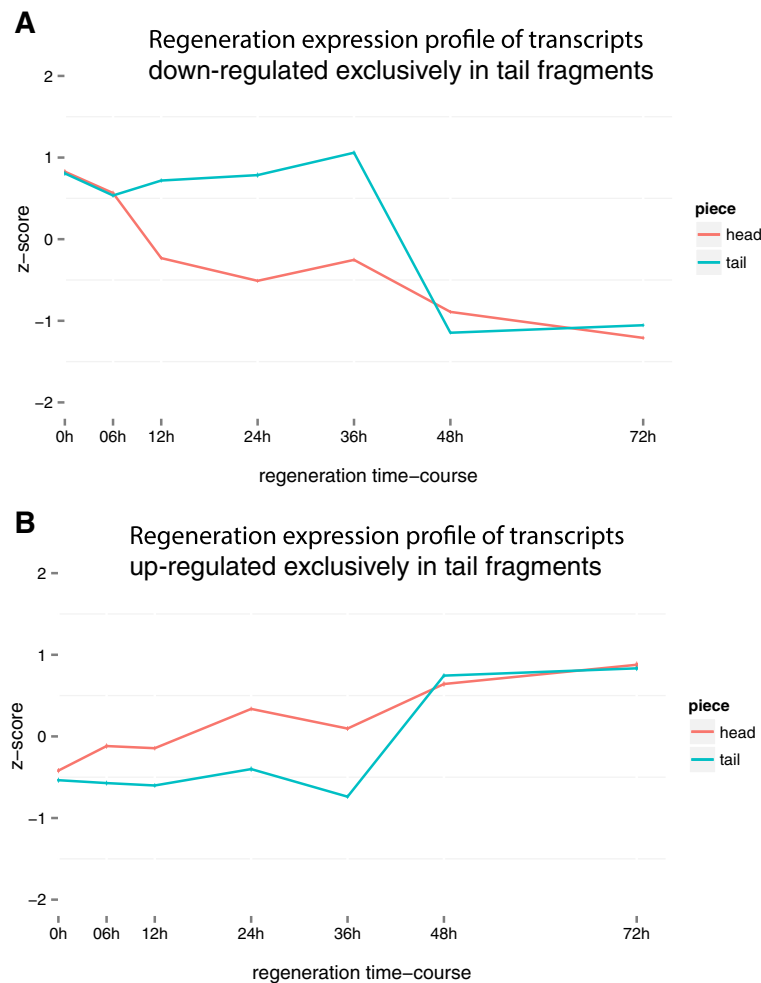 A
Regeneration expression profile of transcripts
down-regulated exclusively in tail fragments
2
1
0
−1
−2
z−score
0h 06h 12h 24h 36h 48h 72h
regeneration time−course
piece
head
tail
B
Regeneration expression profile of transcripts
up-regulated exclusively in tail fragments
2
1
0
−1
−2
z−score
0h 06h 12h 24h 36h 48h 72h
regeneration time−course
piece
head
tail